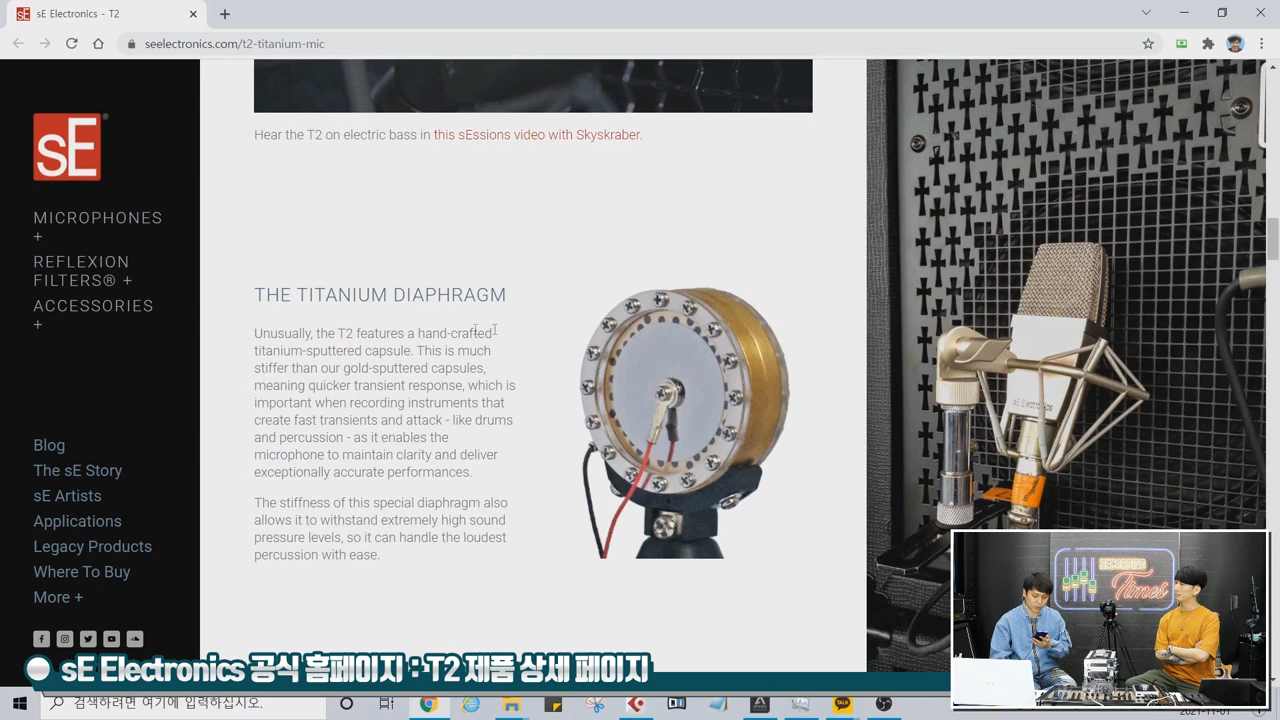 sE Electronics - T2
seelectronics.com/t2-titanium-mic
sE
MICROPHONES
+
REFLEXION
FILTERS® +
ACCESSORIES
+
Blog
The sE Story
sE Artists
Applications
Legacy Products
Where To Buy
More +
Hear the T2 on electric bass in this sEssions video with Skyskraber.
THE TITANIUM DIAPHRAGM
Unusually, the T2 features a hand-crafted
titanium-sputtered capsule. This is much
stiffer than our gold-sputtered capsules,
meaning quicker transient response, which is
important when recording instruments that
create fast transients and attack - like drums
and percussion - as it enables the
microphone to maintain clarity and deliver
exceptionally accurate performances.
The stiffness of this special diaphragm also
allows it to withstand extremely high sound
pressure levels, so it can handle the loudest
percussion with ease.
sE Electronics
Times
sE Electronics 공식 홈페이지 : T2 제품 상세 페이지
검색하려면 여기에 입력하십시오.
TALK
2021-11-01